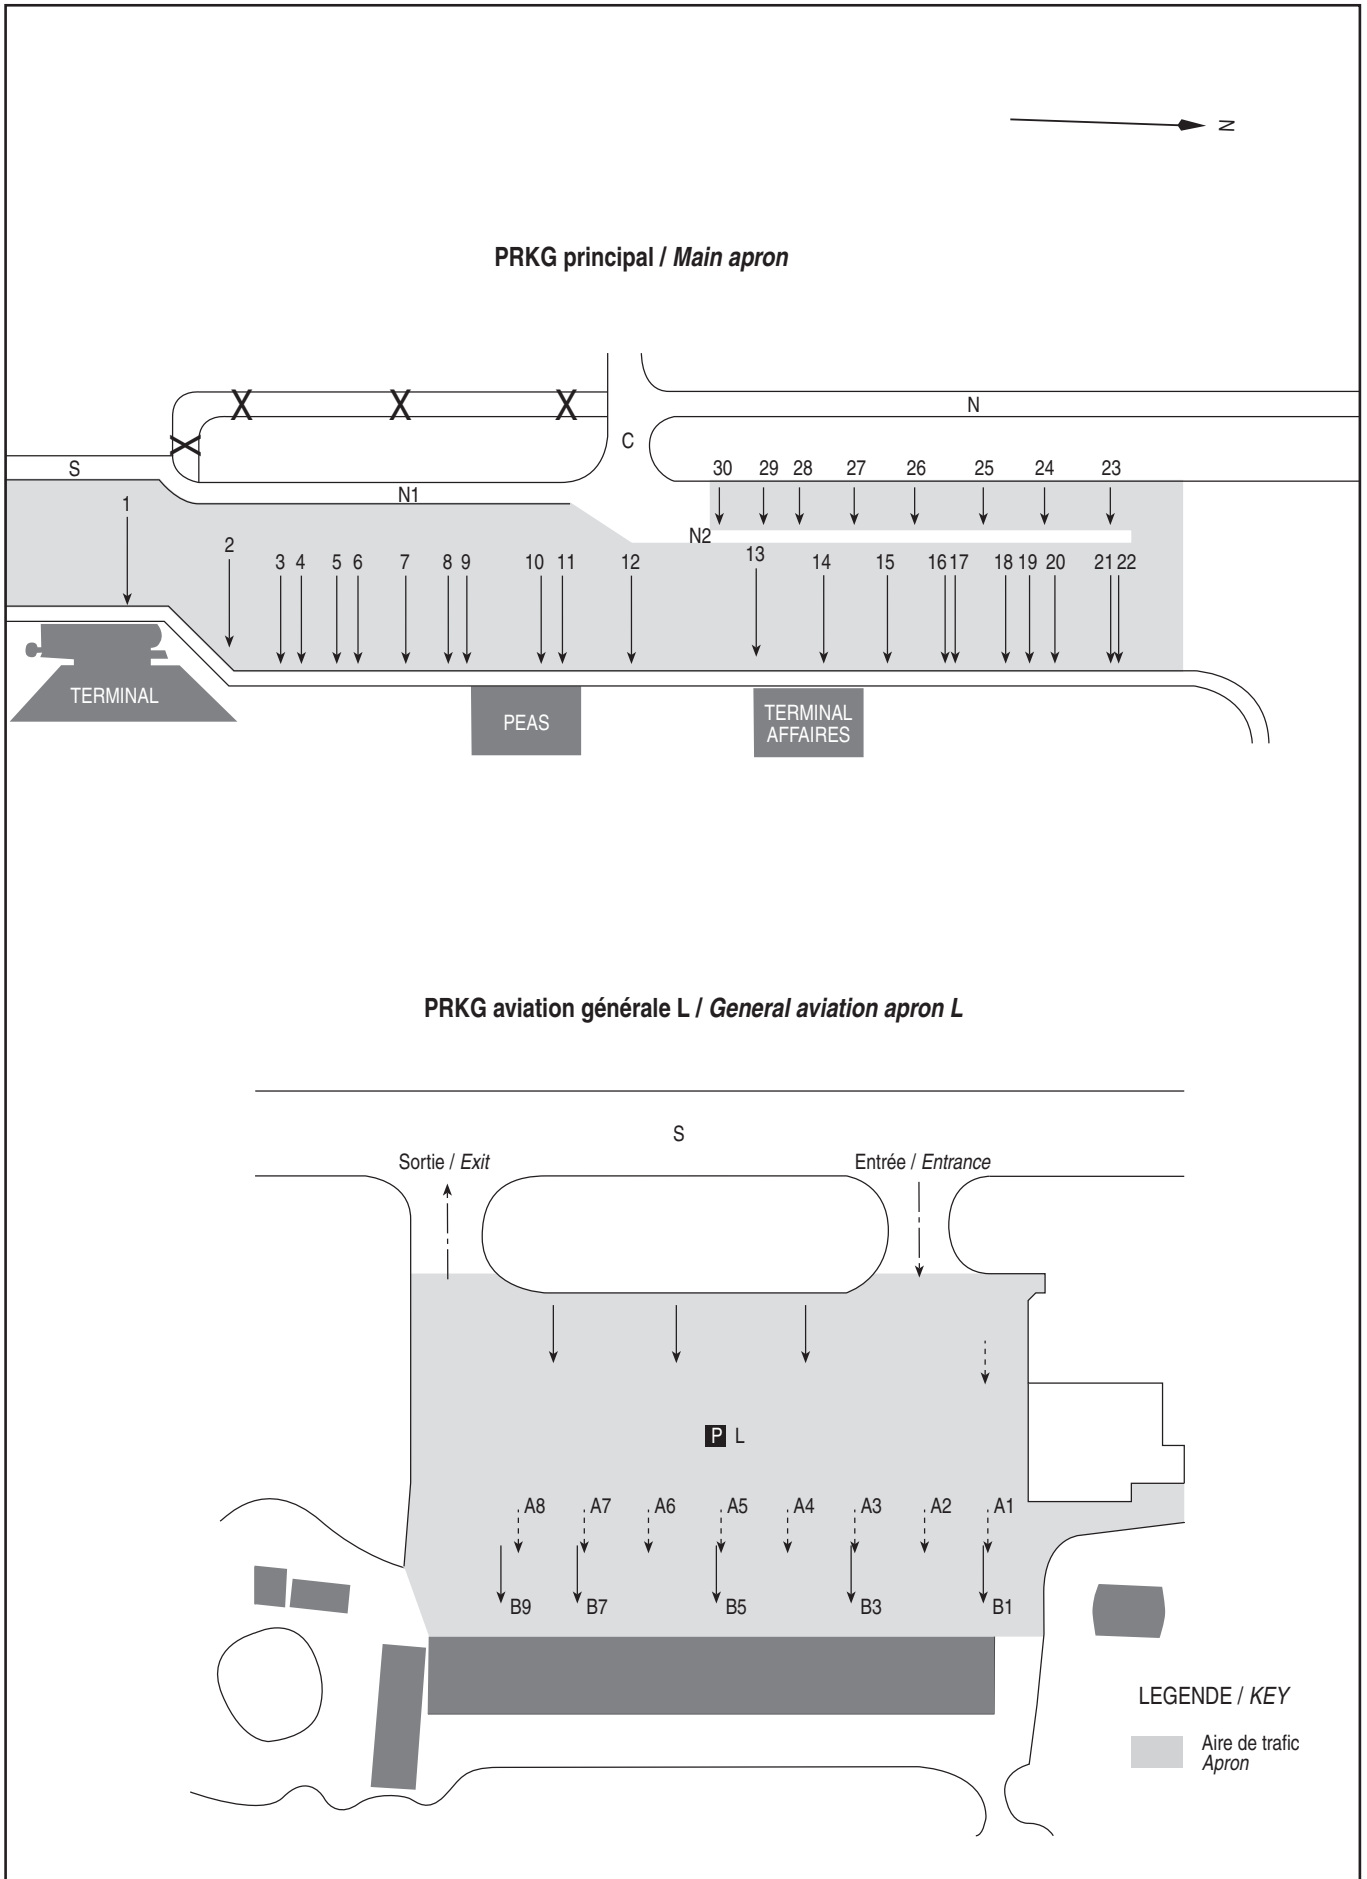 N
PRKG principal / Main apron
X X X
N
X
C
S
30 29 28 27 26 25 24 23
N1
1
N2
2
13
3 4 5 6 7 8 9 10 11 12 14 15 16 17 18 19 20 21 22
TERMINAL
PEAS
TERMINAL
AFFAIRES
PRKG aviation générale L / General aviation apron L
S
Sortie / Exit
Entrée / Entrance
P L
A8 A7 A6 A5 A4 A3 A2 A1
B9 B7 B5 B3 B1
LEGENDE / KEY
Aire de trafic
Apron